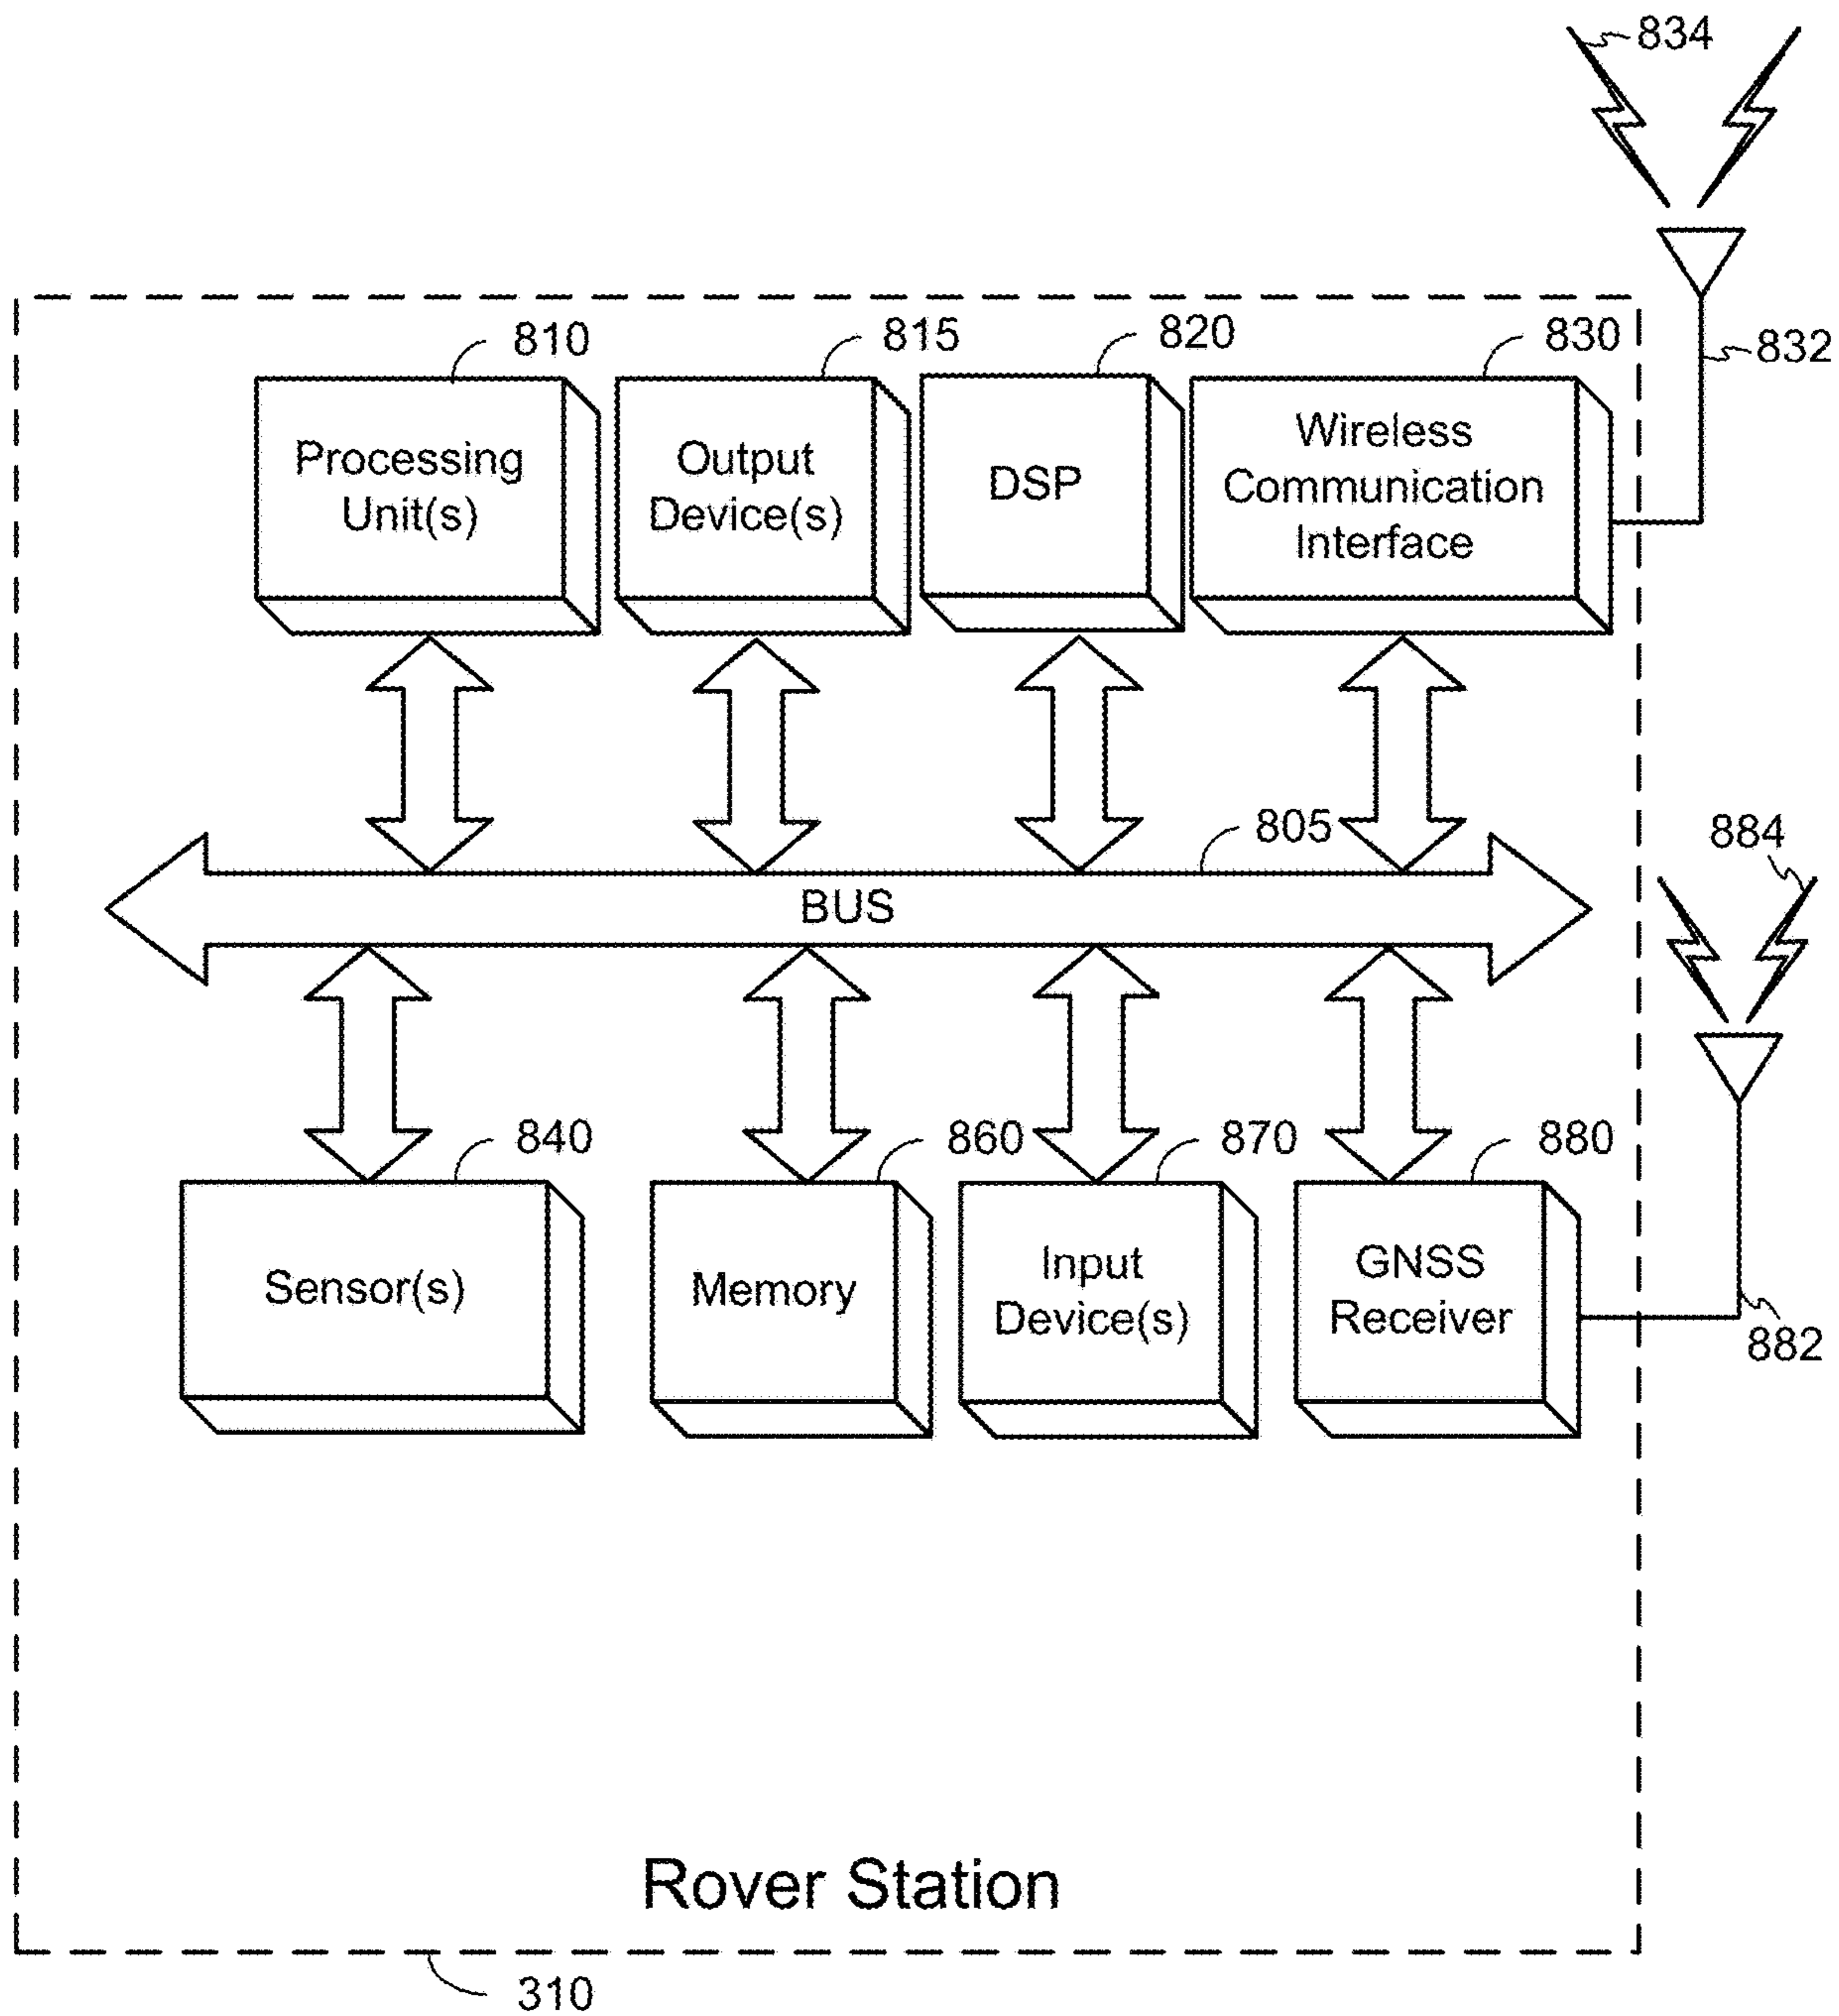 834
810
815
820
830
832
Processing
Unit(s)
Output
Device(s)
DSP
Wireless
Communication
Interface
805
884
BUS
840
860
870
880
Sensor(s)
Memory
Input
Device(s)
GNSS
Receiver
882
Rover Station
310